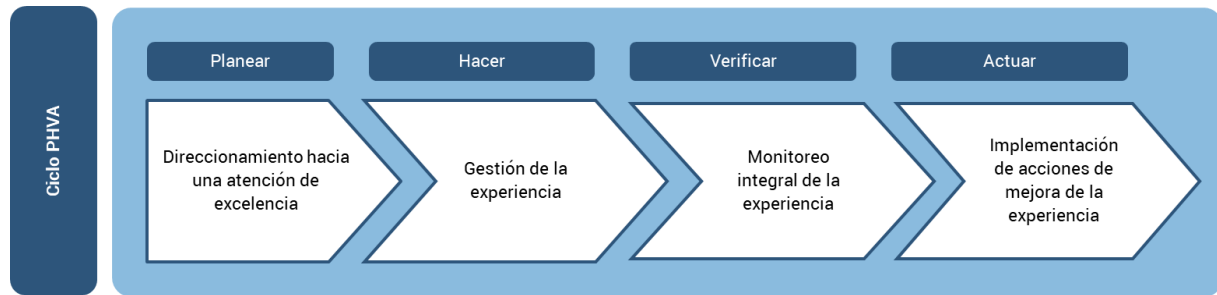 Ciclo PHVA
Planear
Hacer
Verificar
Actuar
Direccionamiento hacia
una atención de
excelencia
Gestión de la
experiencia
Monitoreo
integral de la
experiencia
Implementación
de acciones de
mejora de la
experiencia